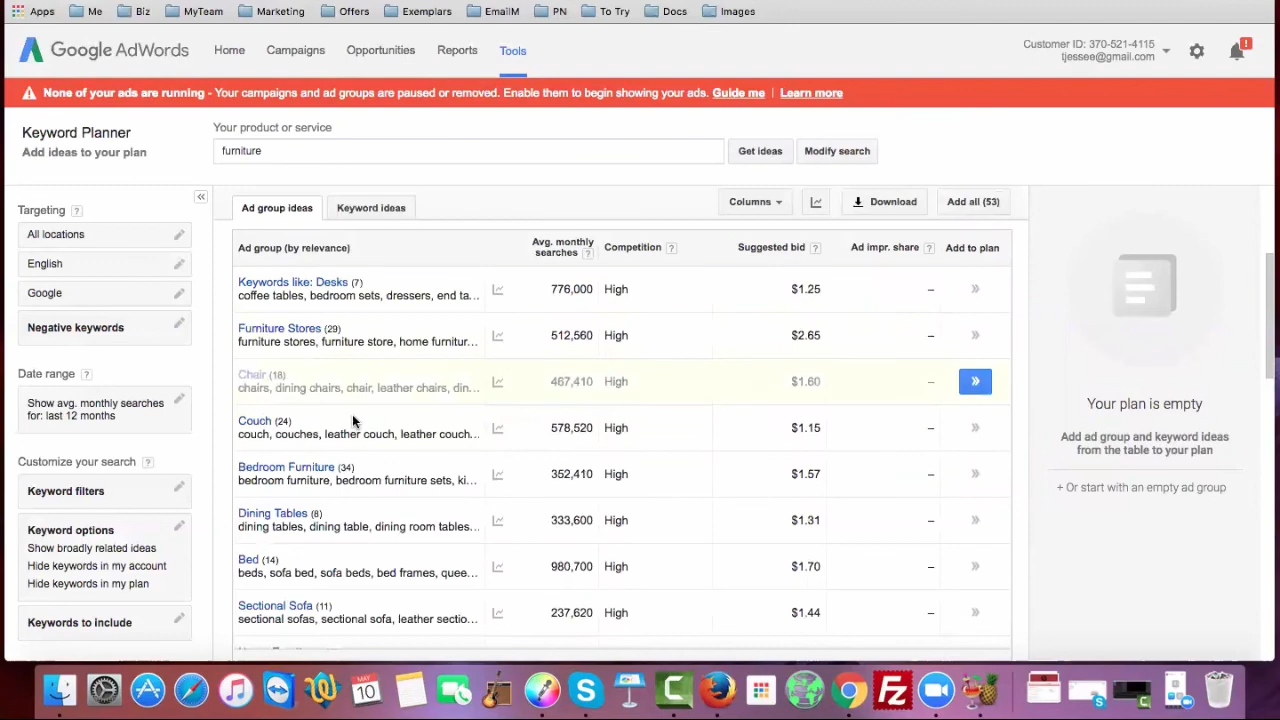 Apps Me Biz MyTeam Marketing Offers Exemplars EmailM PN To Try Docs Images
Google AdWords Home Campaigns Opportunities Reports Tools
Customer ID: 370-521-4115
tjessee@gmail.com
!
None of your ads are running - Your campaigns and ad groups are paused or removed. Enable them to begin showing your ads. Guide me | Learn more
Keyword Planner
Add ideas to your plan
Your product or service
furniture
Get ideas
Modify search
«
Targeting ?
All locations
English
Google
Negative keywords
Date range ?
Show avg. monthly searches
for: last 12 months
Customize your search ?
Keyword filters
Keyword options
Show broadly related ideas
Hide keywords in my account
Hide keywords in my plan
Keywords to include
Ad group ideas Keyword ideas
Columns Download Add all (53)
Ad group (by relevance) Avg. monthly searches ? Competition ? Suggested bid ? Ad impr. share ? Add to plan
Keywords like: Desks (7)
coffee tables, bedroom sets, dressers, end ta... 776,000 High $1.25 – »
Furniture Stores (29)
furniture stores, furniture store, home furnitur... 512,560 High $2.65 – »
Chair (18)
chairs, dining chairs, chair, leather chairs, din... 467,410 High $1.60 – »
Couch (24)
couch, couches, leather couch, leather couch... 578,520 High $1.15 – »
Bedroom Furniture (34)
bedroom furniture, bedroom furniture sets, ki... 352,410 High $1.57 – »
Dining Tables (8)
dining tables, dining table, dining room tables... 333,600 High $1.31 – »
Bed (14)
beds, sofa bed, sofa beds, bed frames, quee... 980,700 High $1.70 – »
Sectional Sofa (11)
sectional sofas, sectional sofa, leather sectio... 237,620 High $1.44 – »
Your plan is empty
Add ad group and keyword ideas
from the table to your plan
+ Or start with an empty ad group
MAY
10